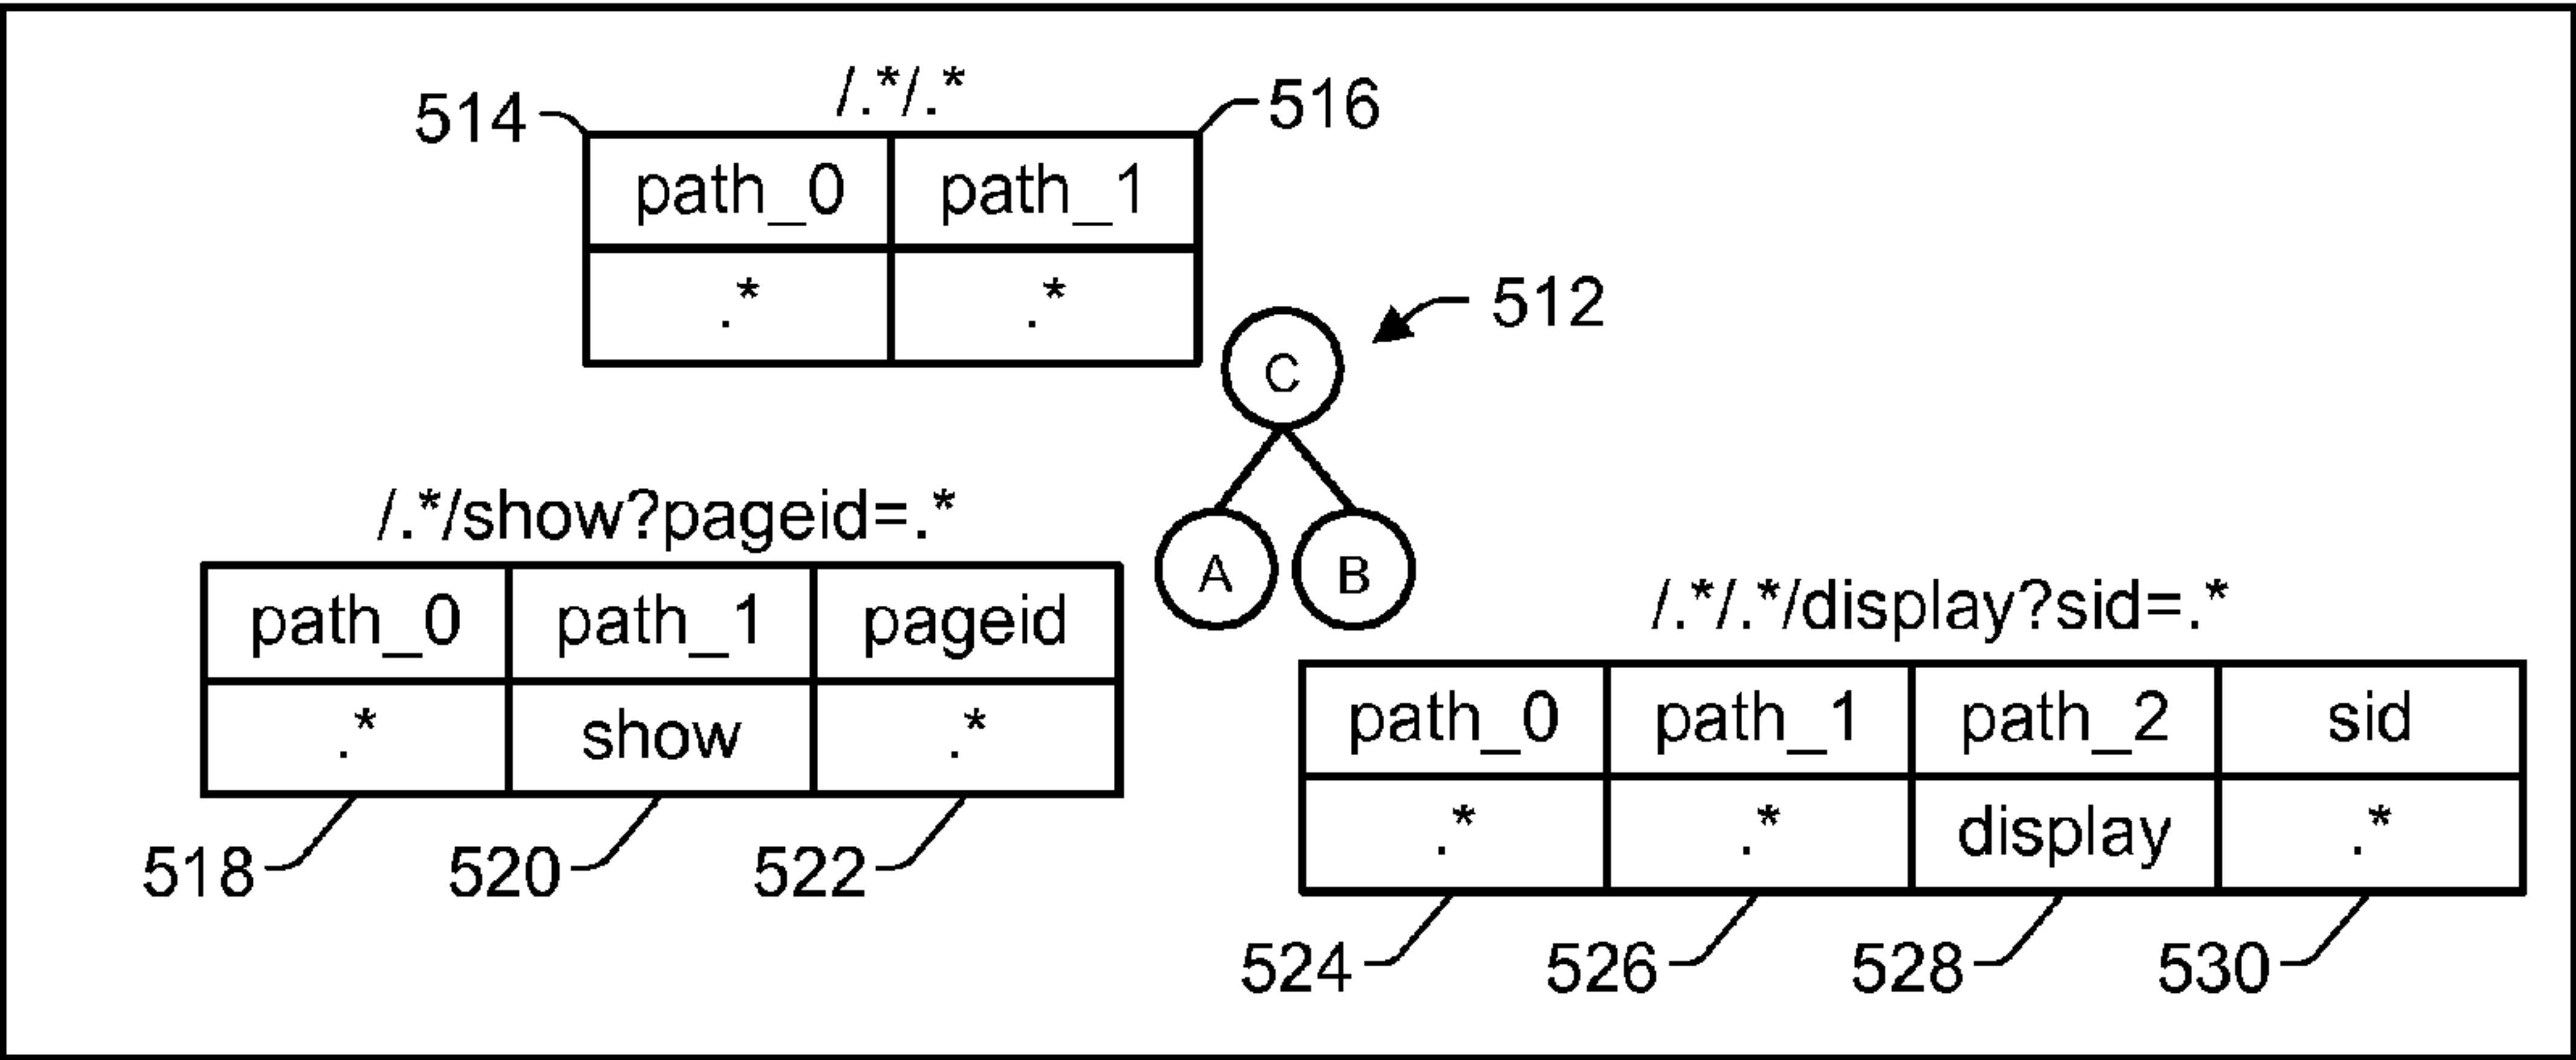 /.*/.*
514
516
path_0 path_1
.* .*
512
C
A B
/.*/show?pageid=.*
path_0 path_1 pageid
.* show .*
518 520 522
/.*/.*/display?sid=.*
path_0 path_1 path_2 sid
.* .* display .*
524 526 528 530